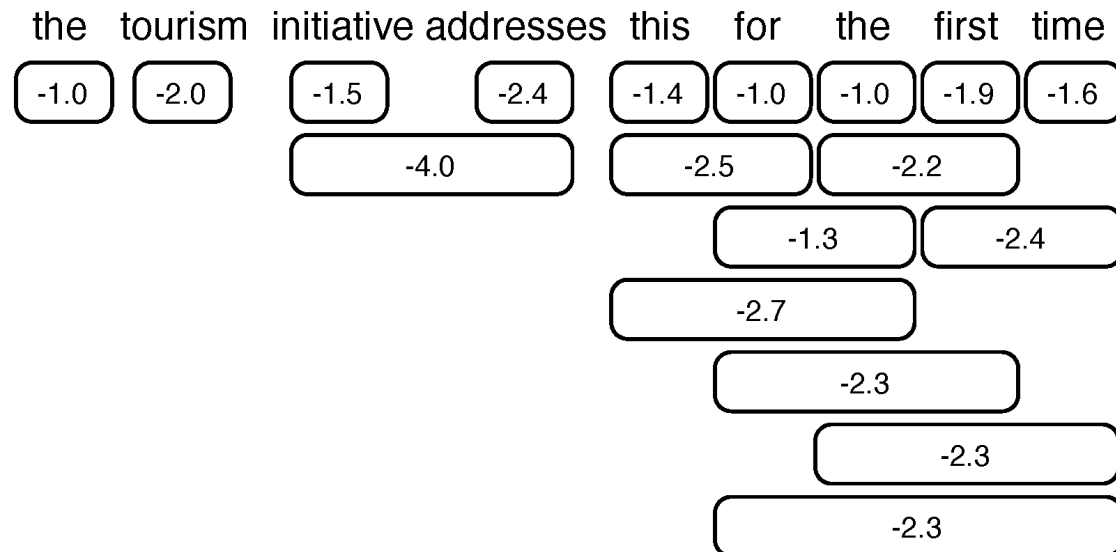 the tourism initiative addresses this for the first time
-1.0 -2.0 -1.5 -2.4 -1.4 -1.0 -1.0 -1.9 -1.6
-4.0 -2.5 -2.2
-1.3 -2.4
-2.7
-2.3
-2.3
-2.3